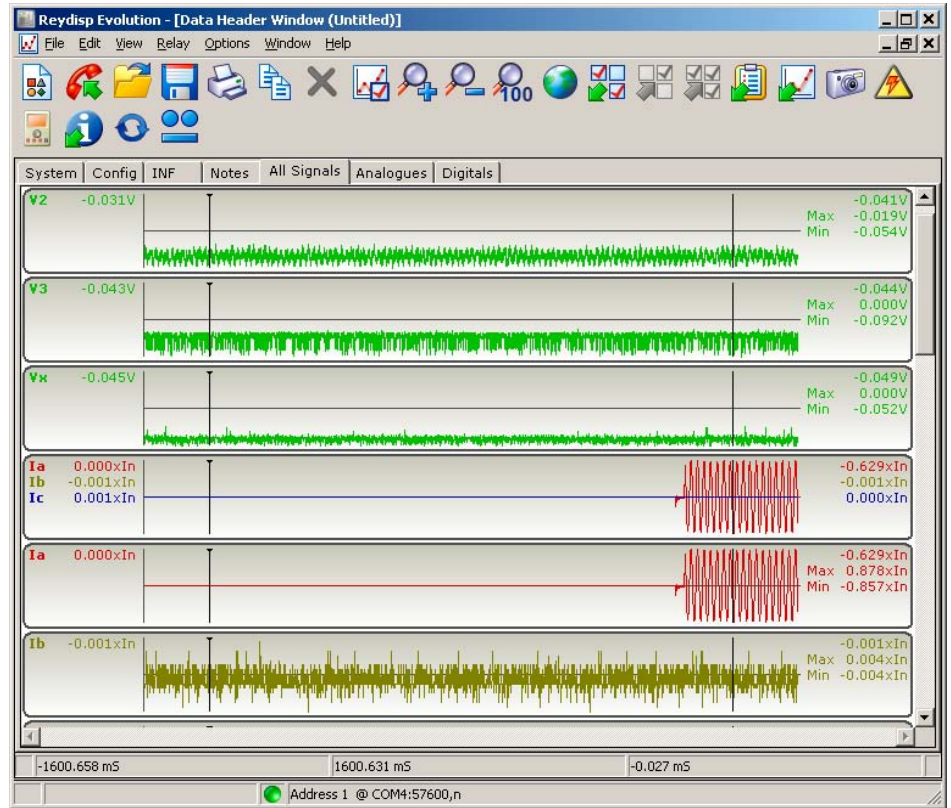 Reydisp Evolution - [Data Header Window (Untitled)]
File Edit View Relay Options Window Help
100
System Config INF Notes All Signals Analogues Digitals
V2 -0.031V -0.041V
Max -0.019V
Min -0.054V
V3 -0.043V -0.044V
Max 0.000V
Min -0.092V
Vx -0.045V -0.049V
Max 0.000V
Min -0.052V
Ia 0.000xIn -0.629xIn
Ib -0.001xIn -0.001xIn
Ic 0.001xIn 0.000xIn
Ia 0.000xIn -0.629xIn
Max 0.878xIn
Min -0.857xIn
Ib -0.001xIn -0.001xIn
Max 0.004xIn
Min -0.004xIn
-1600.658 mS 1600.631 mS -0.027 mS
Address 1 @ COM4:57600,n